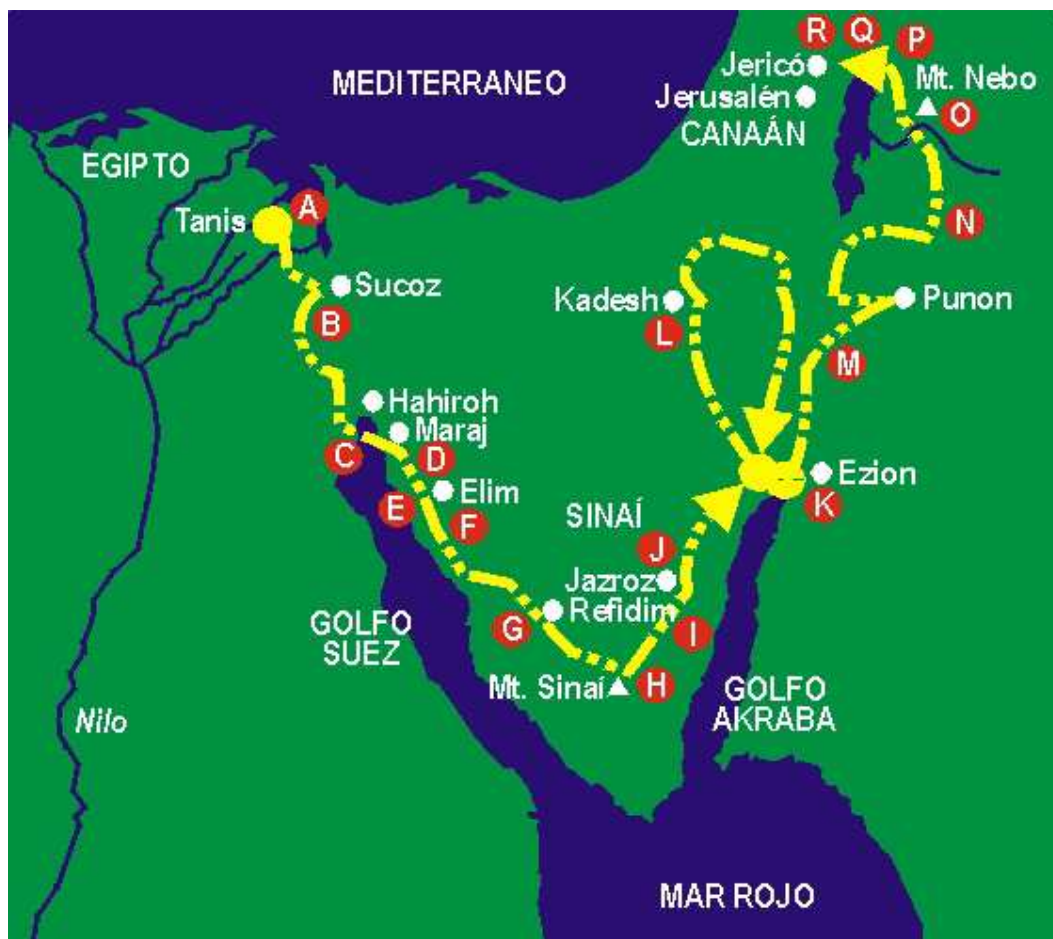 R Q P
Jericó
Mt. Nebo
MEDITERRANEO
Jerusalén
O
CANAÁN
EGIPTO
Tanis
A
N
Sucoz
Kadesh
Punon
B
L
M
Hahiroh
Maraj
C
D
Ezion
Elim
K
E
F
SINAÍ
J
Jazroz
Refidim
GOLFO
SUEZ
G
I
Mt. Sinaí
H
GOLFO
AKRABA
Nilo
MAR ROJO